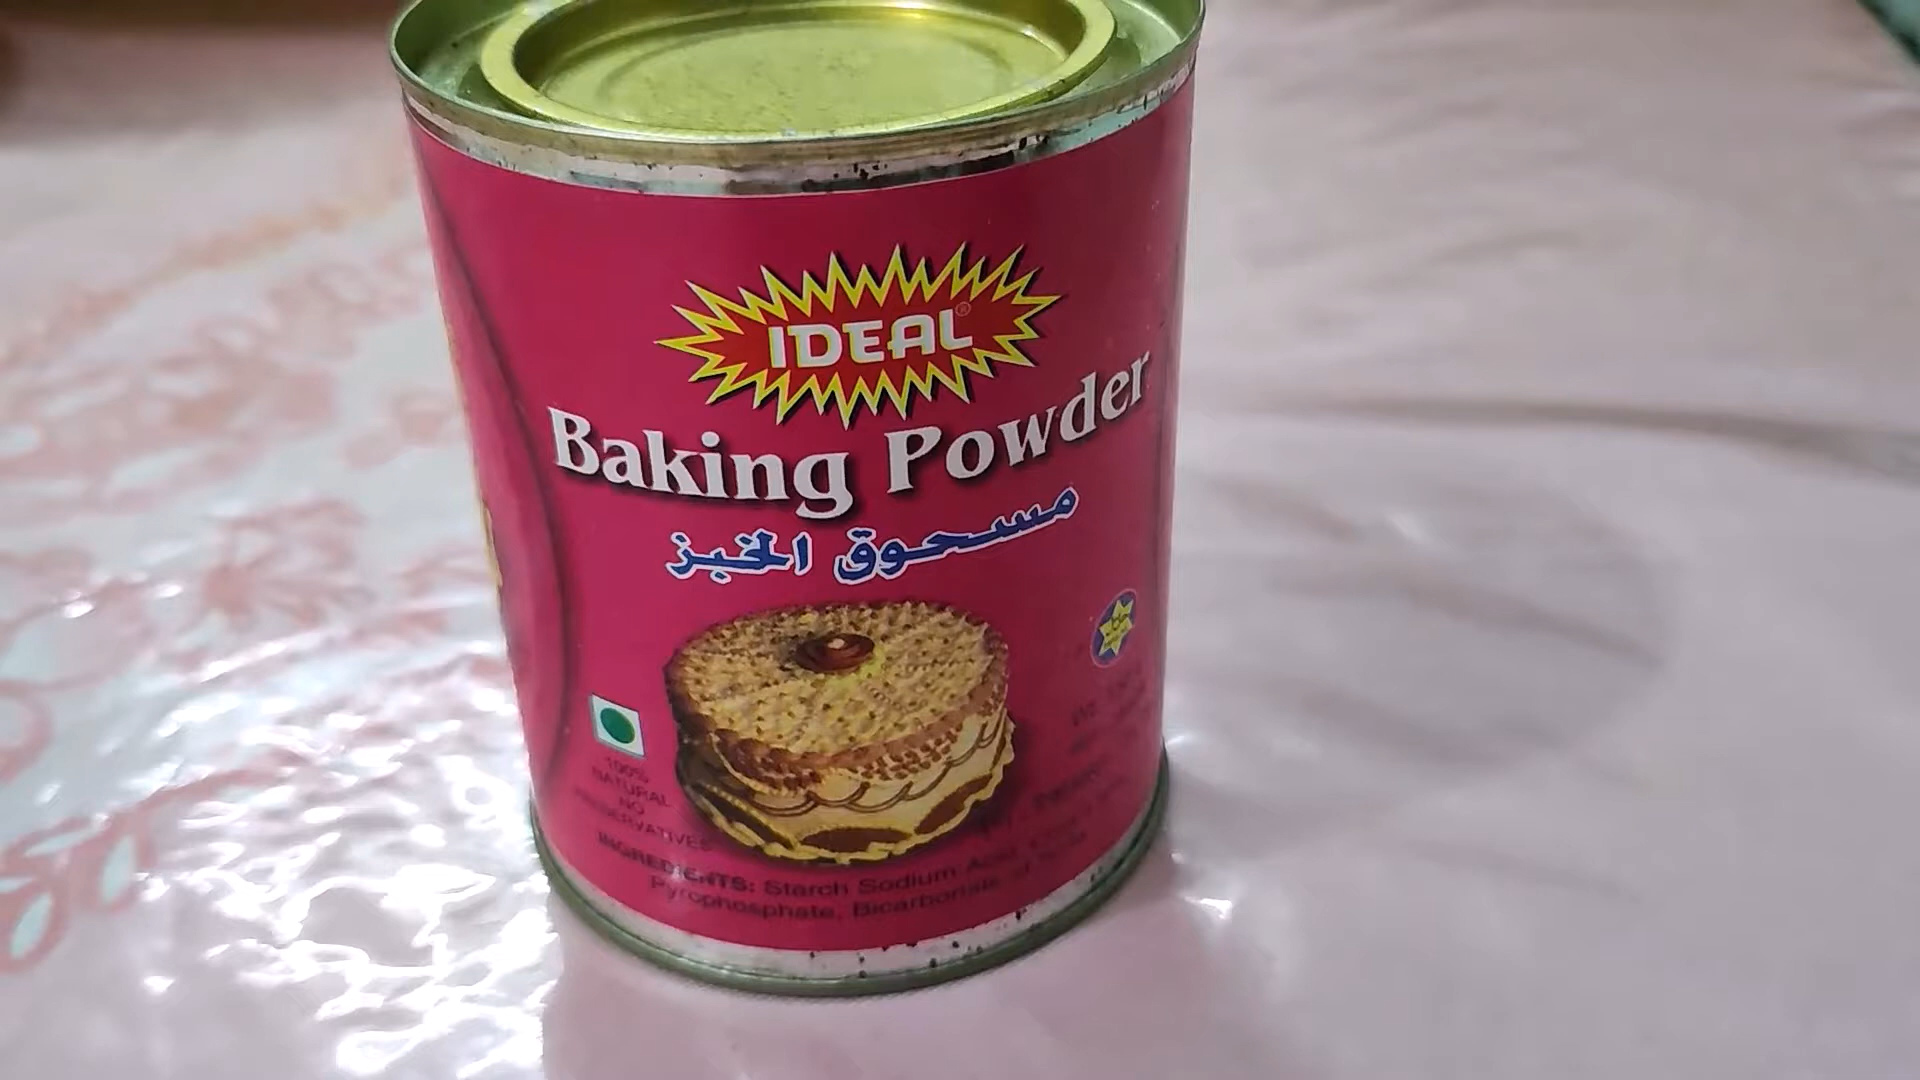 IDEAL®
Baking Powder
مسحوق الخبز
100%
NATURAL
NO
PRESERVATIVES
INGREDIENTS: Starch Sodium Acid
Pyrophosphate, Bicarbonate of Soda